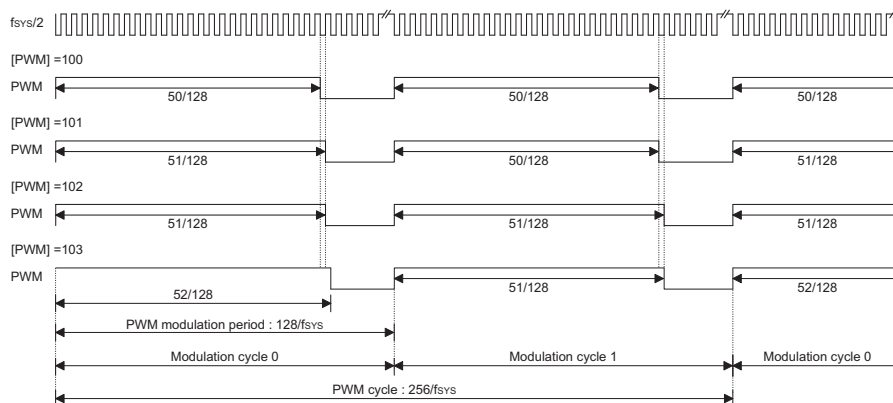 fSYS/2
[PWM] =100
PWM
50/128 50/128 50/128
[PWM] =101
PWM
51/128 50/128 51/128
[PWM] =102
PWM
51/128 51/128 51/128
[PWM] =103
PWM
52/128 51/128 52/128
PWM modulation period : 128/fSYS
Modulation cycle 0 Modulation cycle 1 Modulation cycle 0
PWM cycle : 256/fSYS